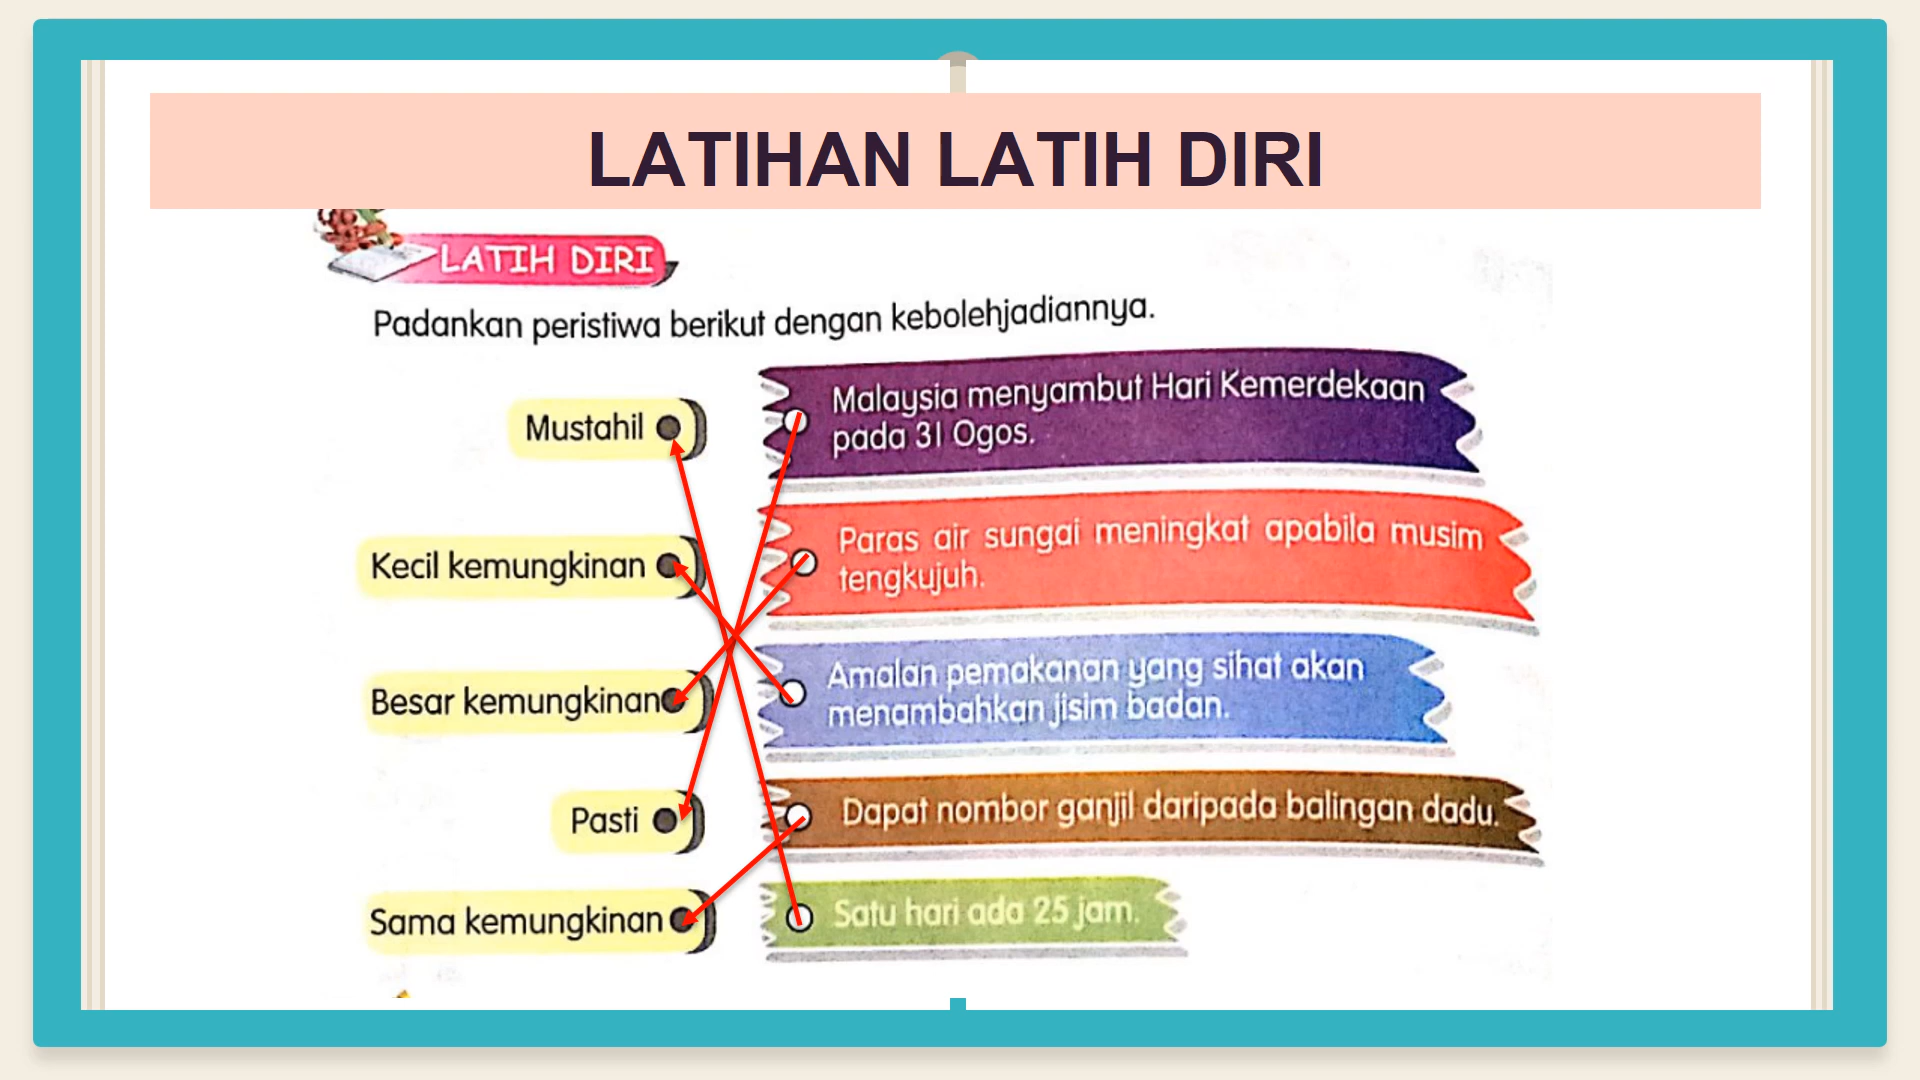 LATIHAN LATIH DIRI
LATIH DIRI
Padankan peristiwa berikut dengan kebolehjadiannya.
Mustahil
Malaysia menyambut Hari Kemerdekaan
pada 31 Ogos.
Kecil kemungkinan
Paras air sungai meningkat apabila musim
tengkujuh.
Besar kemungkinan
Amalan pemakanan yang sihat akan
menambahkan jisim badan.
Pasti
Dapat nombor ganjil daripada balingan dadu.
Sama kemungkinan
Satu hari ada 25 jam.